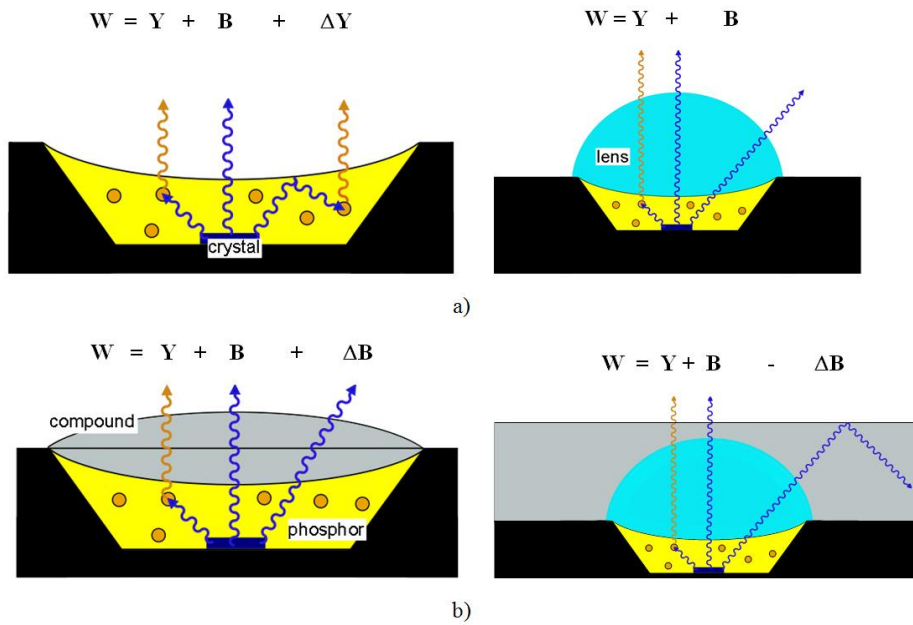 W = Y + B + ΔY
W = Y + B
lens
crystal
a)
W = Y + B + ΔB
W = Y + B - ΔB
compound
phosphor
b)